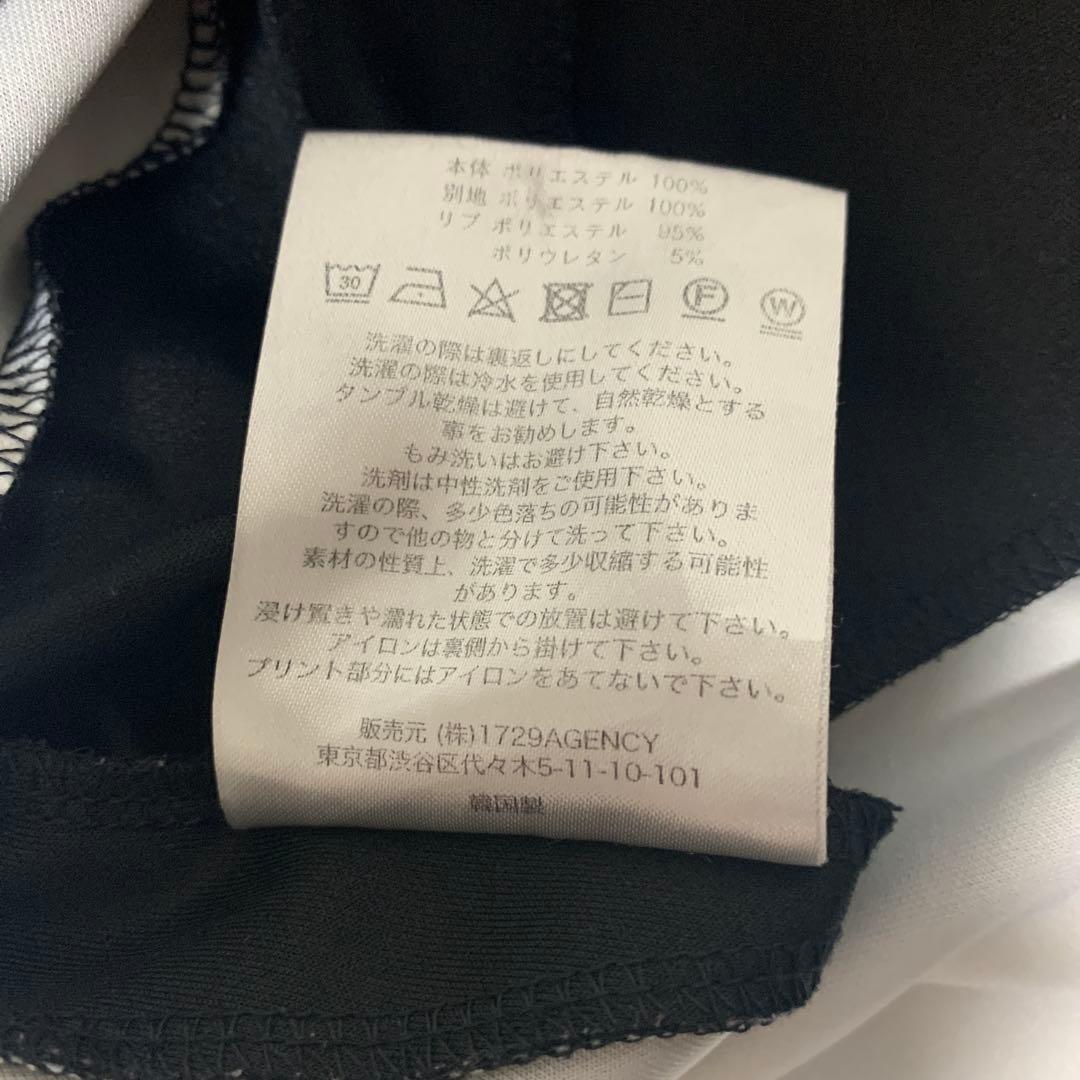 本体 ポリエステル 100%
別地 ポリエステル 100%
リブ ポリエステル 95%
ポリウレタン 5%
30 F W
洗濯の際は裏返しにしてください。
洗濯の際は冷水を使用してください。
タンブル乾燥は避けて、自然乾燥とする
事をお勧めします。
もみ洗いはお避け下さい。
洗剤は中性洗剤をご使用下さい。
洗濯の際、多少色落ちの可能性がありま
すので他の物と分けて洗って下さい。
素材の性質上、洗濯で多少収縮する可能性
があります。
浸け置きや濡れた状態での放置は避けて下さい。
アイロンは裏側から掛けて下さい。
プリント部分にはアイロンをあてないで下さい。
販売元 (株)1729AGENCY
東京都渋谷区代々木5-11-10-101
韓国製